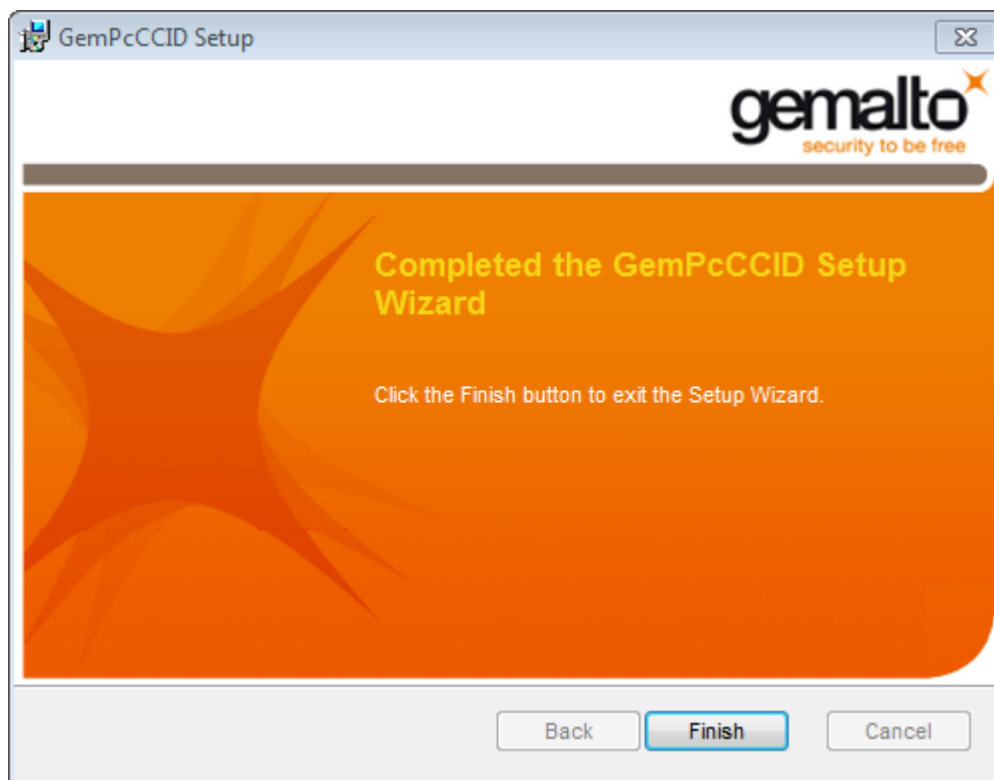 GemPcCCID Setup
gemalto
security to be free
Completed the GemPcCCID Setup
Wizard
Click the Finish button to exit the Setup Wizard.
Back Finish Cancel